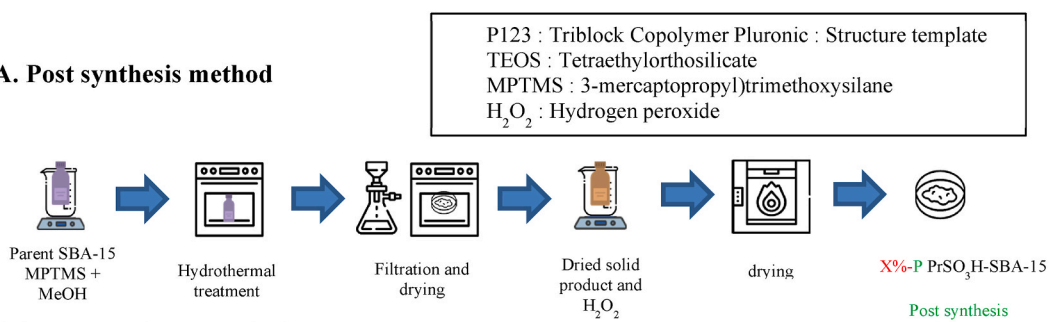 P123 : Triblock Copolymer Pluronic : Structure template
TEOS : Tetraethylorthosilicate
MPTMS : 3-mercaptopropyl)trimethoxysilane
H₂O₂ : Hydrogen peroxide
A. Post synthesis method
Parent SBA-15
MPTMS +
MeOH
Hydrothermal
treatment
Filtration and
drying
Dried solid
product and
H₂O₂
drying
X%-P PrSO₃H-SBA-15
Post synthesis